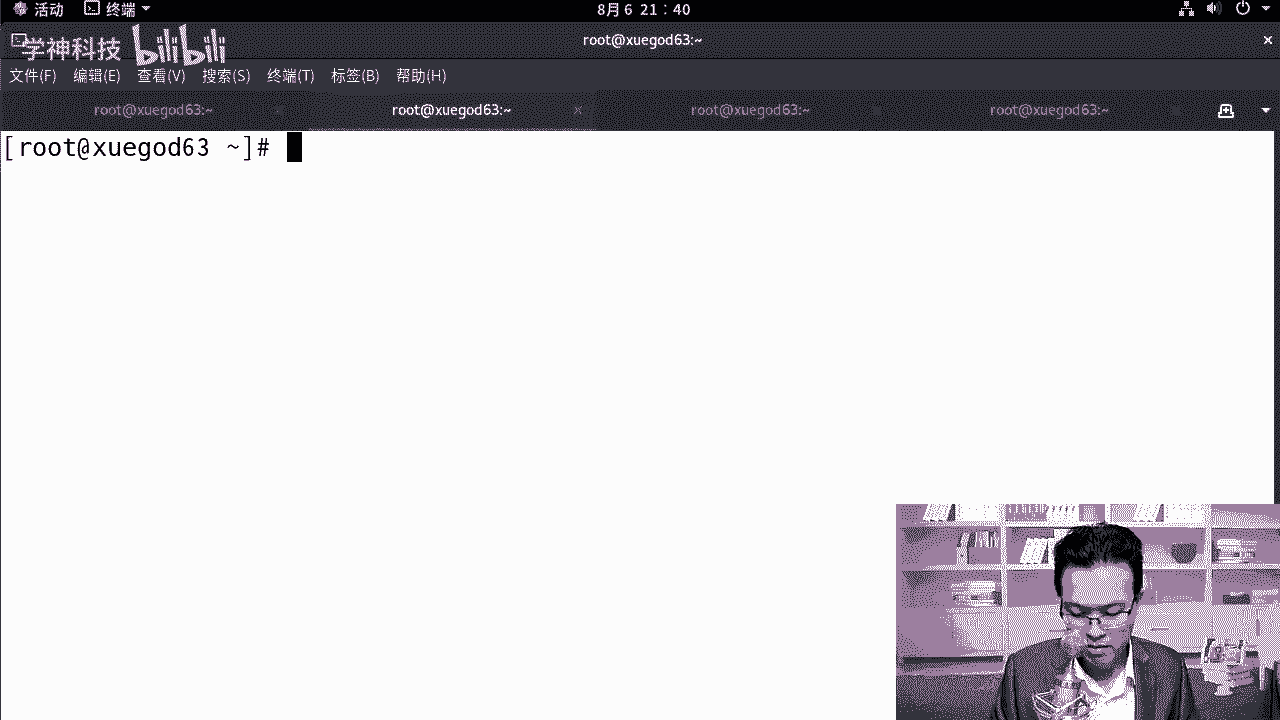 活动 终端 8月 6 21：40
学神科技 bilibili root@xuegod63:~
文件(F) 编辑(E) 查看(V) 搜索(S) 终端(T) 标签(B) 帮助(H)
root@xuegod63:~ root@xuegod63:~ root@xuegod63:~ root@xuegod63:~
[root@xuegod63 ~]#